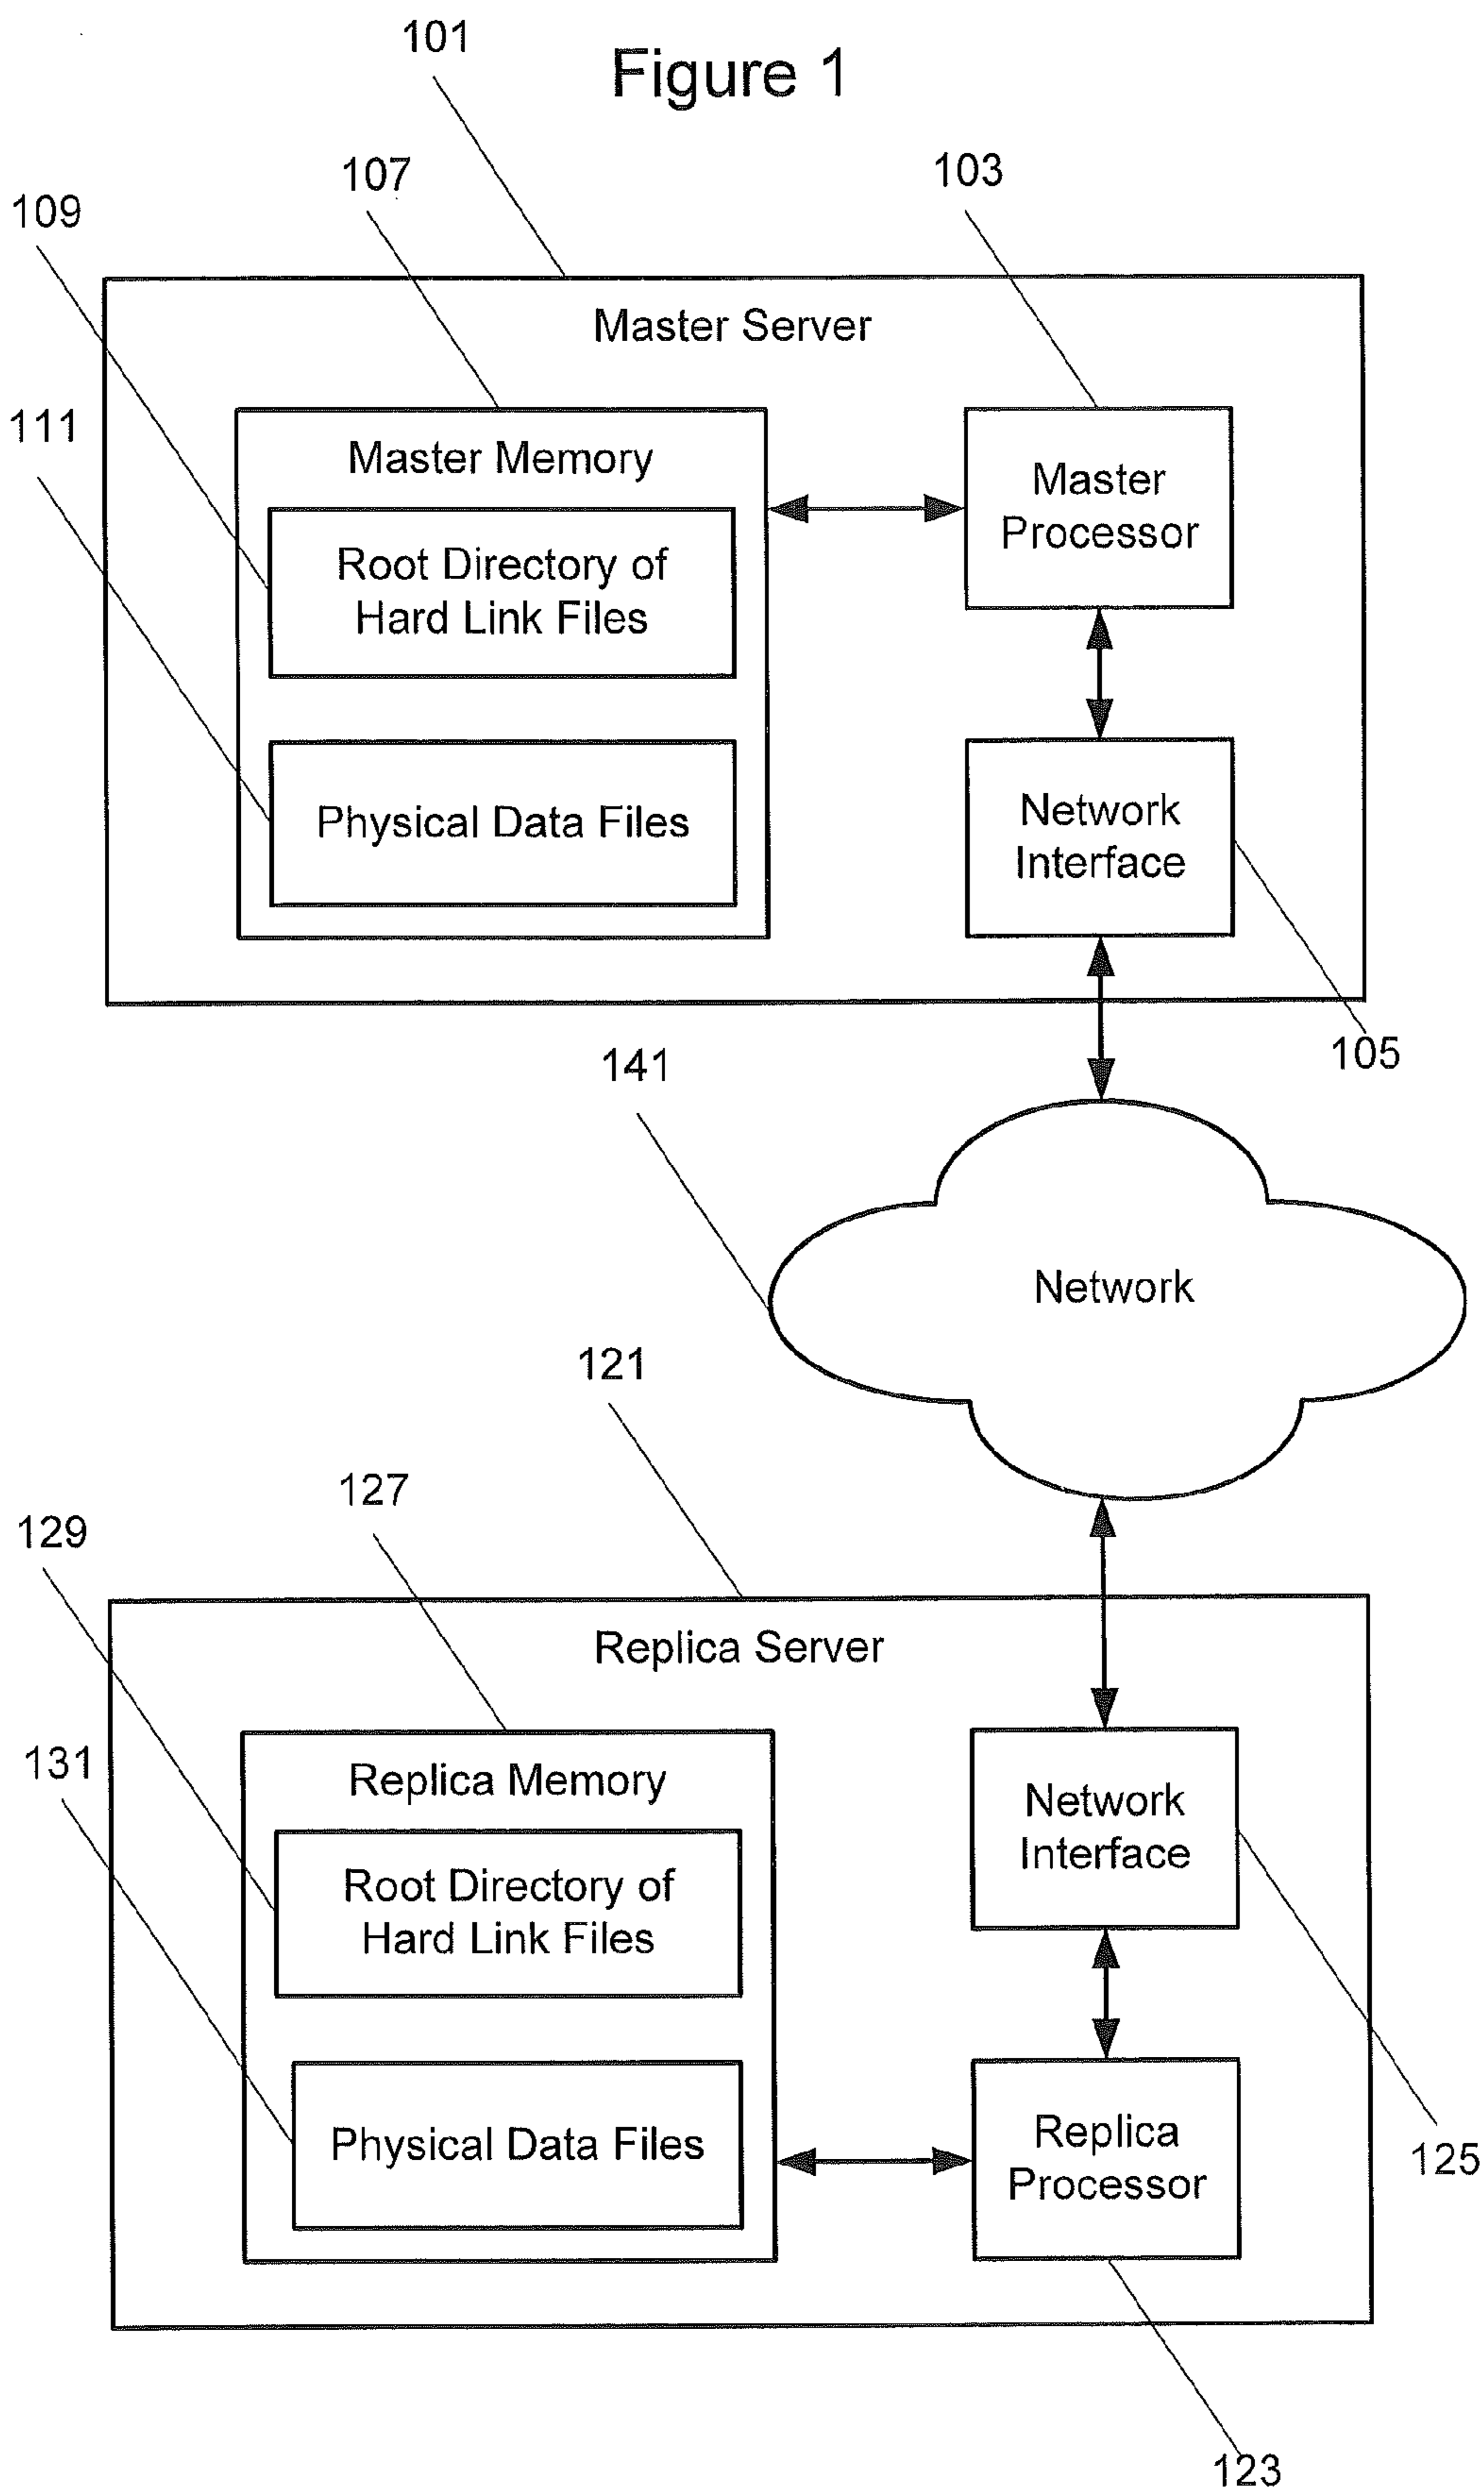 101
Figure 1
107
103
109
Master Server
111
Master Memory
Master
Processor
Root Directory of
Hard Link Files
Physical Data Files
Network
Interface
105
141
Network
121
127
129
Replica Server
131
Replica Memory
Network
Interface
Root Directory of
Hard Link Files
Physical Data Files
Replica
Processor
125
123